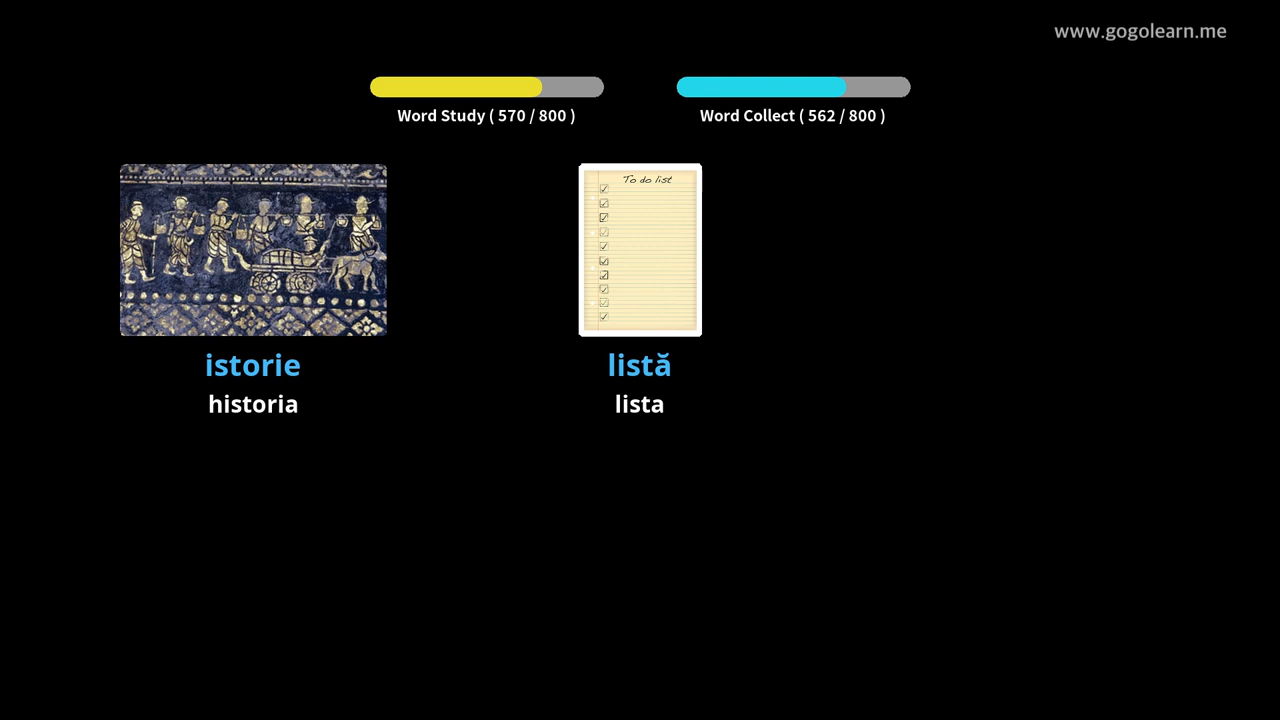 www.gogolearn.me
Word Study ( 570 / 800 )
Word Collect ( 562 / 800 )
To do list
istorie
historia
listă
lista